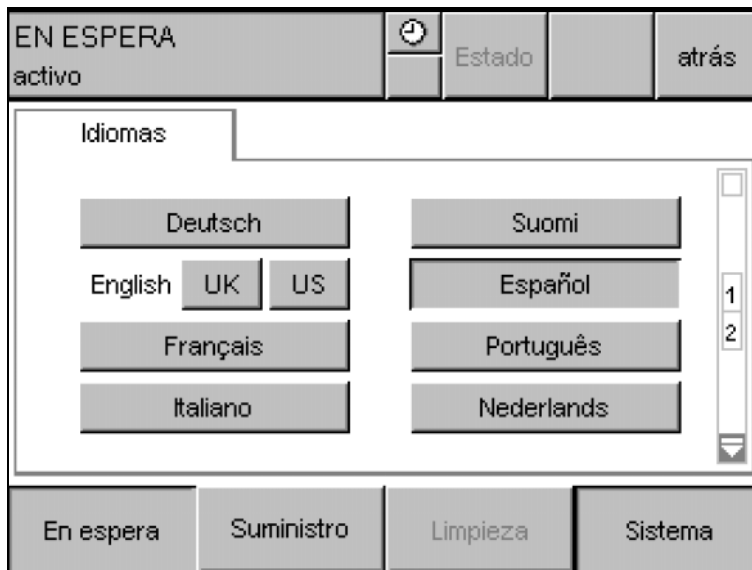 EN ESPERA
activo
Estado
atrás
Idiomas
Deutsch
Suomi
English UK US
Español
Français
Português
Italiano
Nederlands
1
2
En espera
Suministro
Limpieza
Sistema